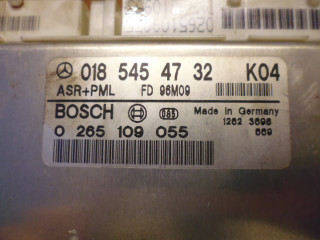 018 545 47 32 K04
ASR+PML FD 96M09
BOSCH Made in Germany
0 265 109 055 1262 3696
669